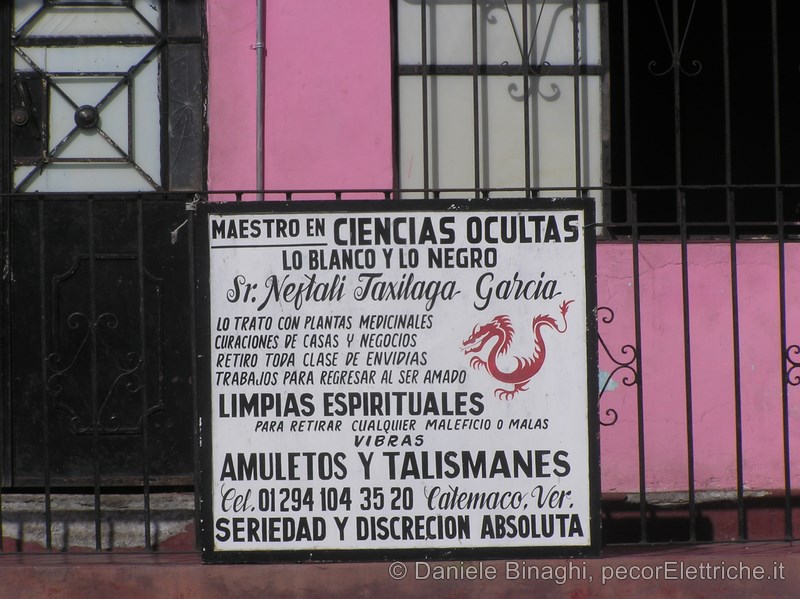 MAESTRO EN CIENCIAS OCULTAS
LO BLANCO Y LO NEGRO
Sr. Neftali Taxilaga Garcia
LO TRATO CON PLANTAS MEDICINALES
CURACIONES DE CASAS Y NEGOCIOS
RETIRO TODA CLASE DE ENVIDIAS
TRABAJOS PARA REGRESAR AL SER AMADO
LIMPIAS ESPIRITUALES
PARA RETIRAR CUALQUIER MALEFICIO O MALAS
VIBRAS
AMULETOS Y TALISMANES
Cel. 01 294 104 35 20 Catemaco, Ver.
SERIEDAD Y DISCRECION ABSOLUTA
© Daniele Binaghi, pecorElettriche.it